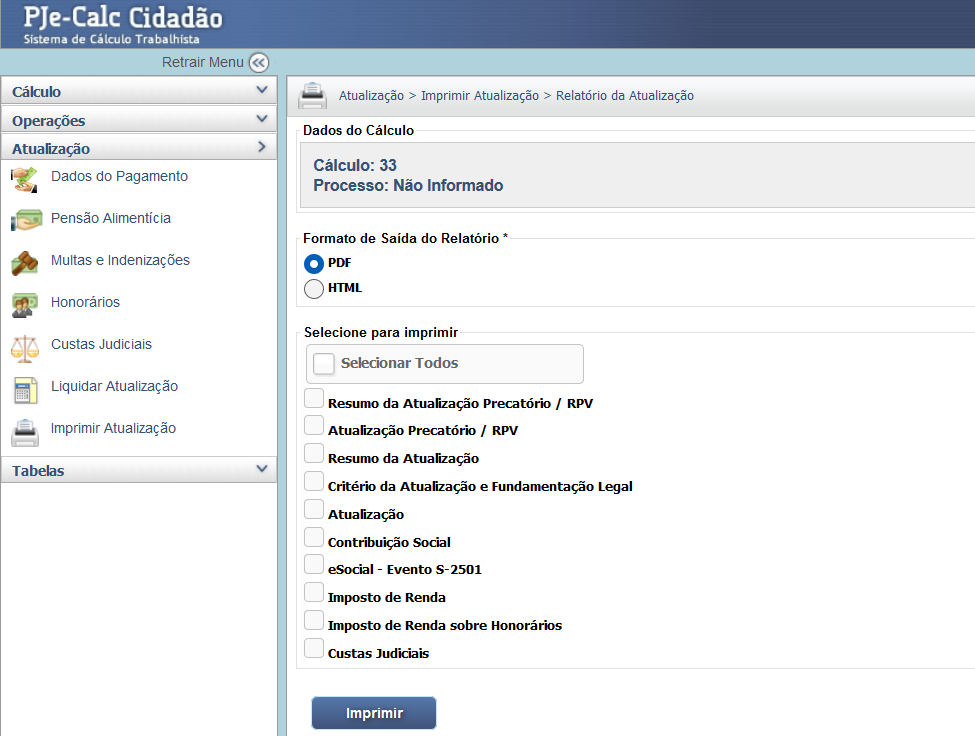 PJe-Calc Cidadão
Sistema de Cálculo Trabalhista
Retrair Menu
Cálculo
Operações
Atualização
Dados do Pagamento
Pensão Alimentícia
Multas e Indenizações
Honorários
Custas Judiciais
Liquidar Atualização
Imprimir Atualização
Tabelas
Atualização > Imprimir Atualização > Relatório da Atualização
Dados do Cálculo
Cálculo: 33
Processo: Não Informado
Formato de Saída do Relatório *
PDF
HTML
Selecione para imprimir
Selecionar Todos
Resumo da Atualização Precatório / RPV
Atualização Precatório / RPV
Resumo da Atualização
Critério da Atualização e Fundamentação Legal
Atualização
Contribuição Social
eSocial - Evento S-2501
Imposto de Renda
Imposto de Renda sobre Honorários
Custas Judiciais
Imprimir